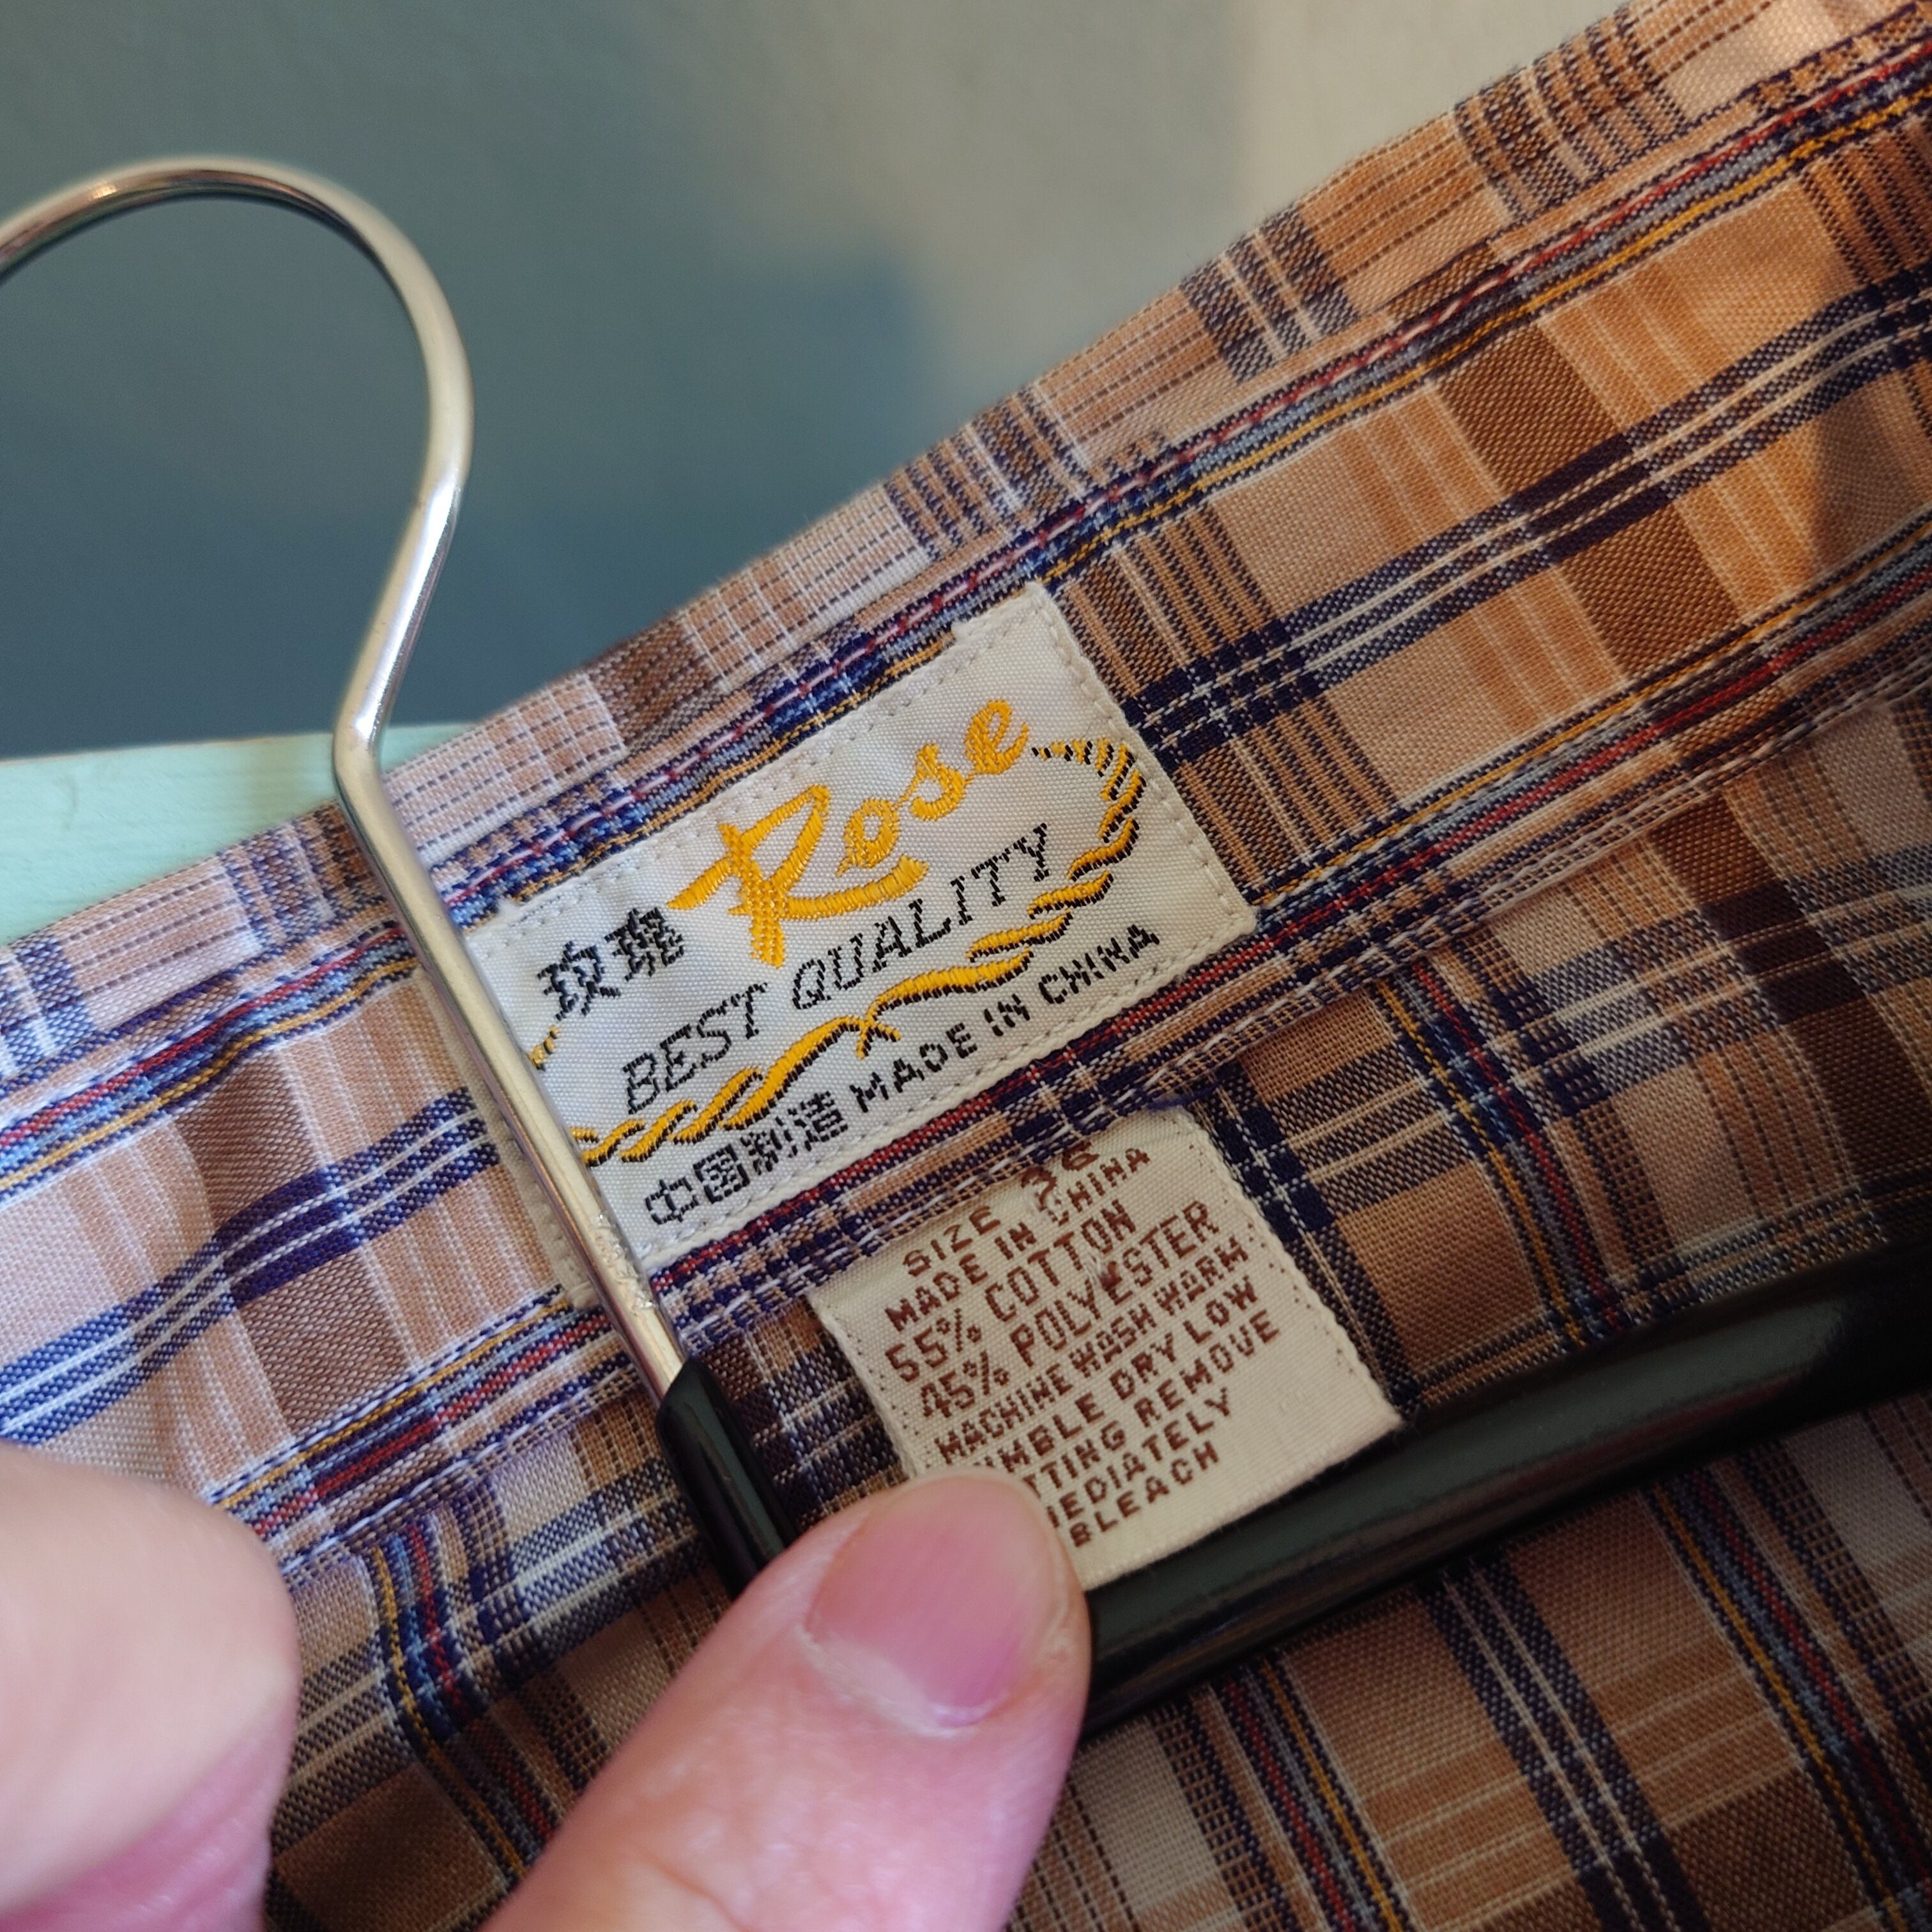 Rose
玫瑰
BEST QUALITY
中国制造 MADE IN CHINA
SIZE 36
MADE IN CHINA
55% COTTON
45% POLYESTER
MACHINE WASH WARM
DRY LOW
REMOVE
BLEACH